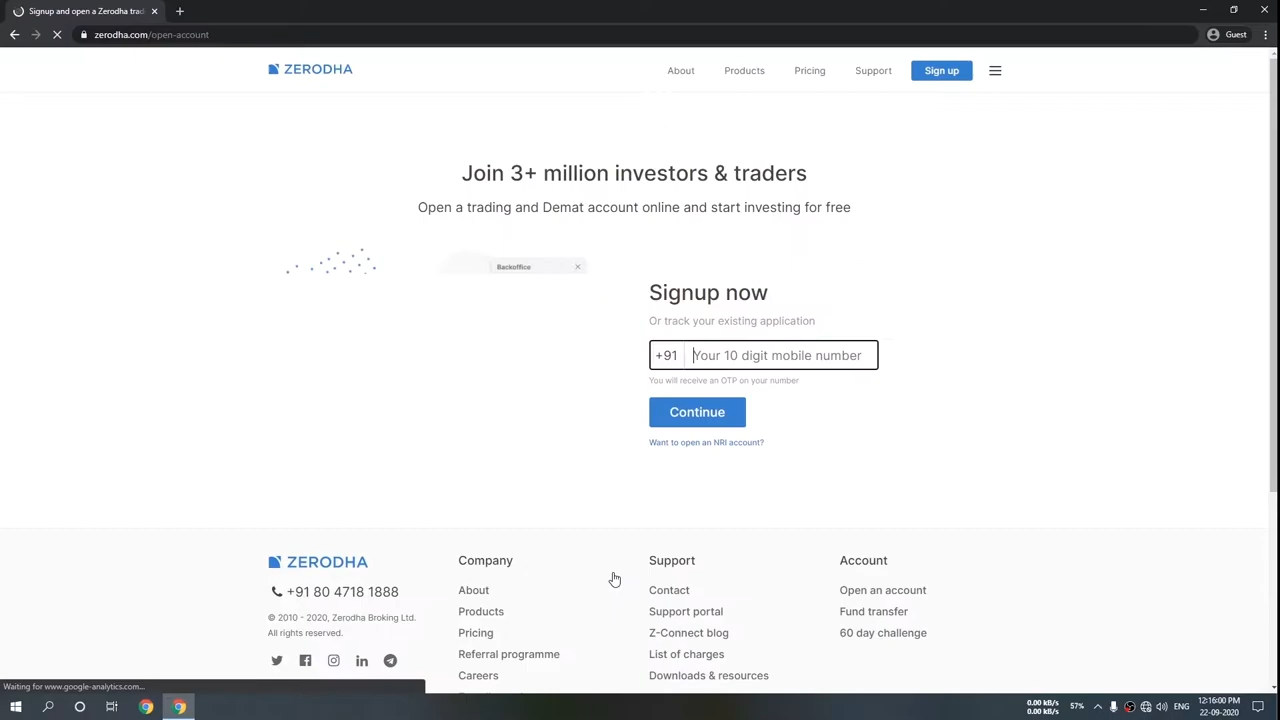 Signup and open a Zerodha trad
zerodha.com/open-account
Guest
ZERODHA
About
Products
Pricing
Support
Sign up
Join 3+ million investors & traders
Open a trading and Demat account online and start investing for free
Backoffice
Signup now
Or track your existing application
+91 Your 10 digit mobile number
You will receive an OTP on your number
Continue
Want to open an NRI account?
ZERODHA
+91 80 4718 1888
© 2010 - 2020, Zerodha Broking Ltd.
All rights reserved.
Company
About
Products
Pricing
Referral programme
Careers
Support
Contact
Support portal
Z-Connect blog
List of charges
Downloads & resources
Account
Open an account
Fund transfer
60 day challenge
Waiting for www.google-analytics.com...
0.00 kB/s
0.00 kB/s
57%
ENG
12:16:00 PM
22-09-2020